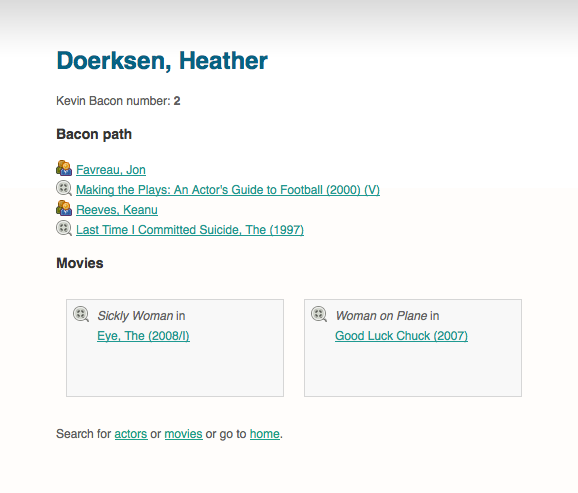 Doerksen, Heather
Kevin Bacon number: 2
Bacon path
Favreau, Jon
Making the Plays: An Actor's Guide to Football (2000) (V)
Reeves, Keanu
Last Time I Committed Suicide, The (1997)
Movies
Sickly Woman in
Eye, The (2008/I)
Woman on Plane in
Good Luck Chuck (2007)
Search for actors or movies or go to home.